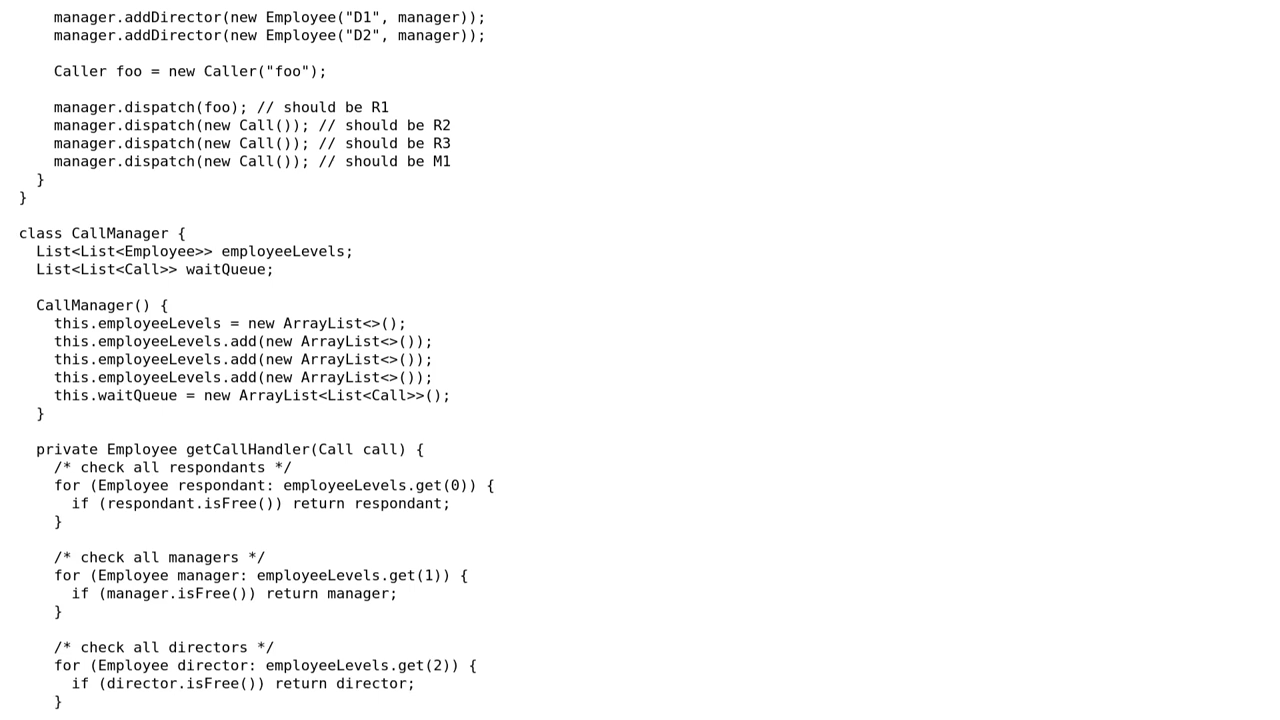 manager.addDirector(new Employee("D1", manager));
manager.addDirector(new Employee("D2", manager));
Caller foo = new Caller("foo");
manager.dispatch(foo); // should be R1
manager.dispatch(new Call()); // should be R2
manager.dispatch(new Call()); // should be R3
manager.dispatch(new Call()); // should be M1
}
}
class CallManager {
List<List<Employee>> employeeLevels;
List<List<Call>> waitQueue;
CallManager() {
this.employeeLevels = new ArrayList<>();
this.employeeLevels.add(new ArrayList<>());
this.employeeLevels.add(new ArrayList<>());
this.employeeLevels.add(new ArrayList<>());
this.waitQueue = new ArrayList<List<Call>>();
}
private Employee getCallHandler(Call call) {
/* check all respondants */
for (Employee respondant: employeeLevels.get(0)) {
if (respondant.isFree()) return respondant;
}
/* check all managers */
for (Employee manager: employeeLevels.get(1)) {
if (manager.isFree()) return manager;
}
/* check all directors */
for (Employee director: employeeLevels.get(2)) {
if (director.isFree()) return director;
}